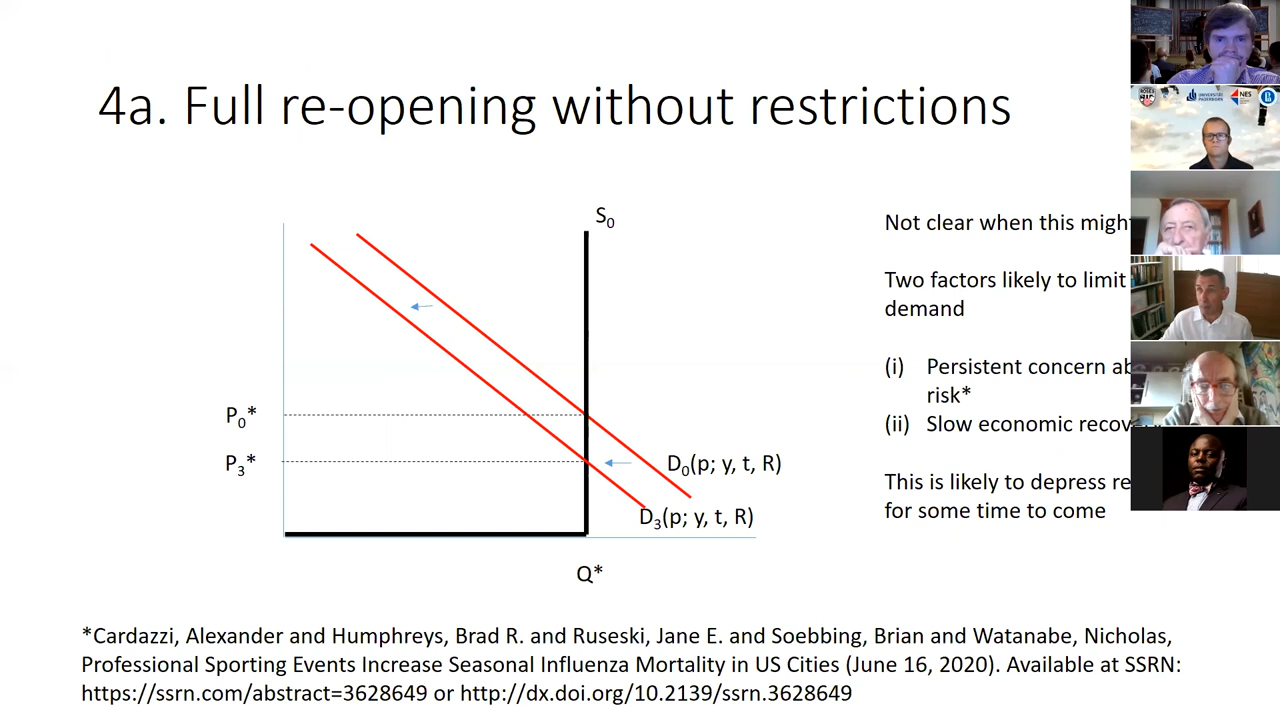 4a. Full re-opening without restrictions
S0
P0*
P3*
D0(p; y, t, R)
D3(p; y, t, R)
Q*
Not clear when this might
Two factors likely to limit
demand
(i) Persistent concern
risk*
(ii) Slow economic
This is likely to depress
for some time to come
*Cardazzi, Alexander and Humphreys, Brad R. and Ruseski, Jane E. and Soebbing, Brian and Watanabe, Nicholas,
Professional Sporting Events Increase Seasonal Influenza Mortality in US Cities (June 16, 2020). Available at SSRN:
https://ssrn.com/abstract=3628649 or http://dx.doi.org/10.2139/ssrn.3628649
NES